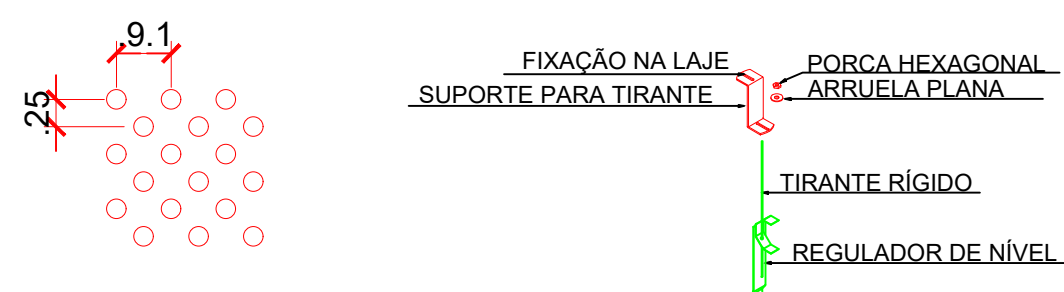 .9.1
.25
FIXAÇÃO NA LAJE
SUPORTE PARA TIRANTE
PORCA HEXAGONAL
ARRUELA PLANA
TIRANTE RÍGIDO
REGULADOR DE NÍVEL